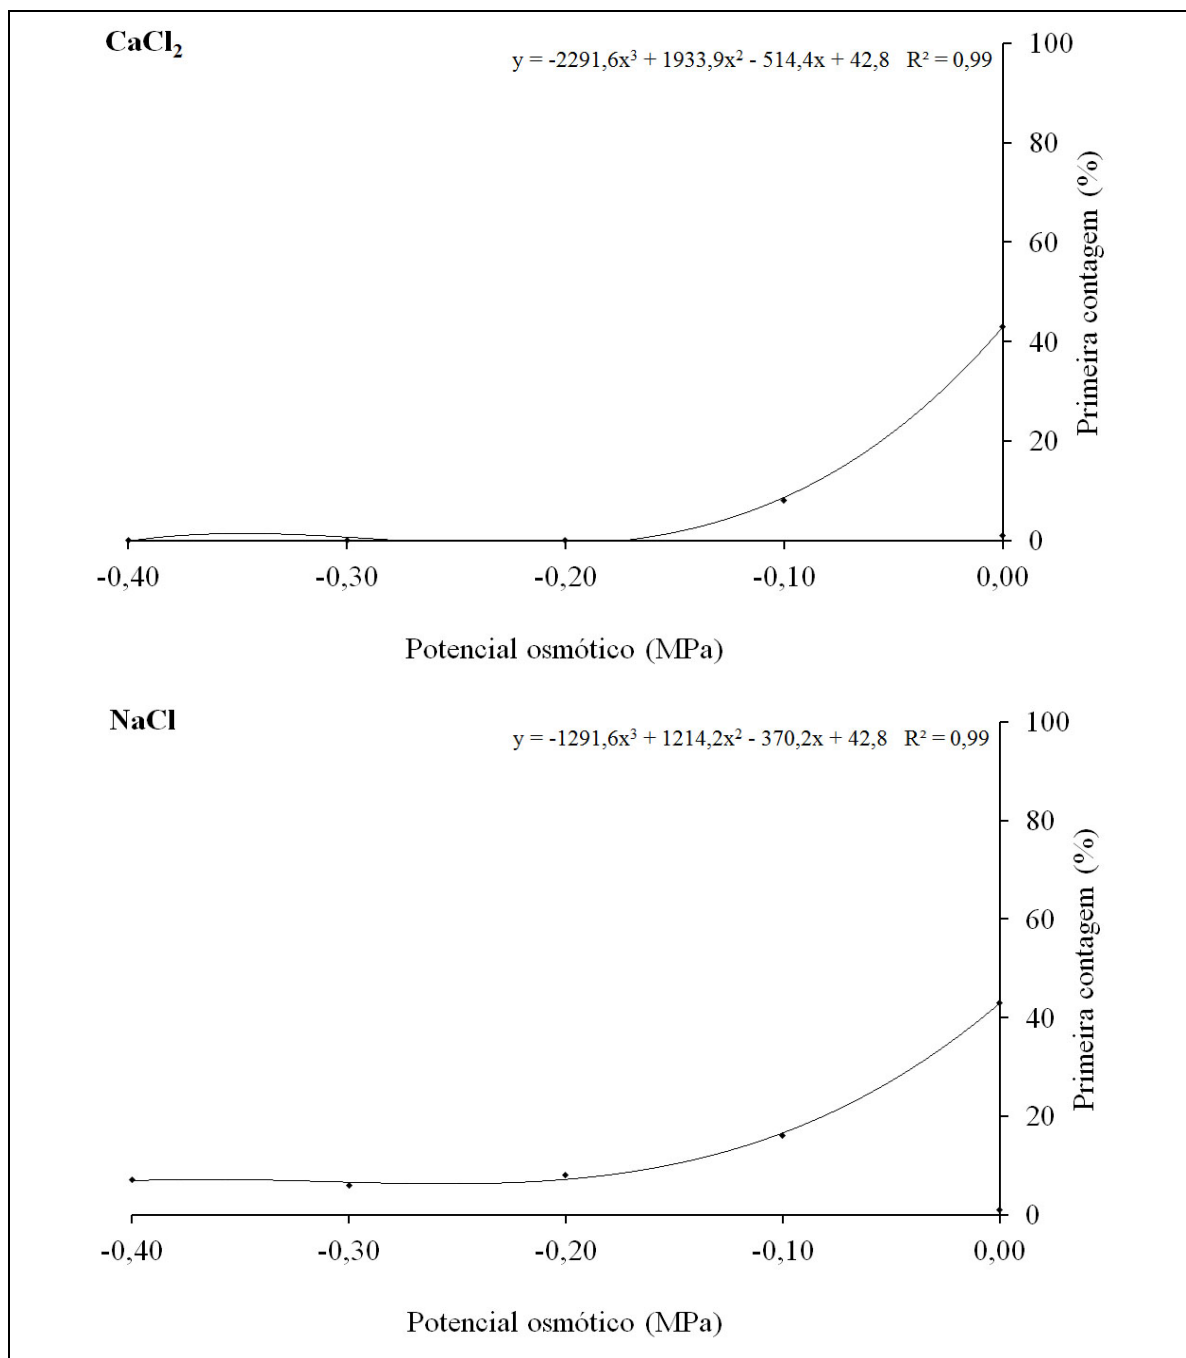 CaCl₂
y = -2291,6x³ + 1933,9x² - 514,4x + 42,8 R² = 0,99
100
80
60
40
20
0
Primeira contagem (%)
-0,40 -0,30 -0,20 -0,10 0,00
Potencial osmótico (MPa)
NaCl
y = -1291,6x³ + 1214,2x² - 370,2x + 42,8 R² = 0,99
100
80
60
40
20
0
Primeira contagem (%)
-0,40 -0,30 -0,20 -0,10 0,00
Potencial osmótico (MPa)